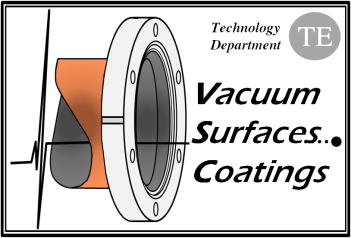 Technology
Department
TE
Vacuum
Surfaces..
Coatings